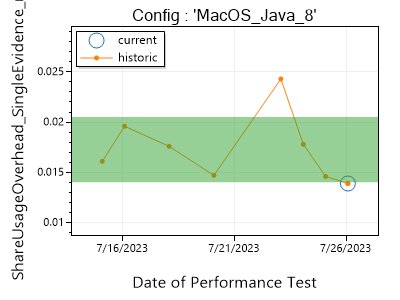 Config : 'MacOS_Java_8'
current
historic
ShareUsageOverhead_SingleEvidence_
0.025
0.02
0.015
0.01
7/16/2023
7/21/2023
7/26/2023
Date of Performance Test